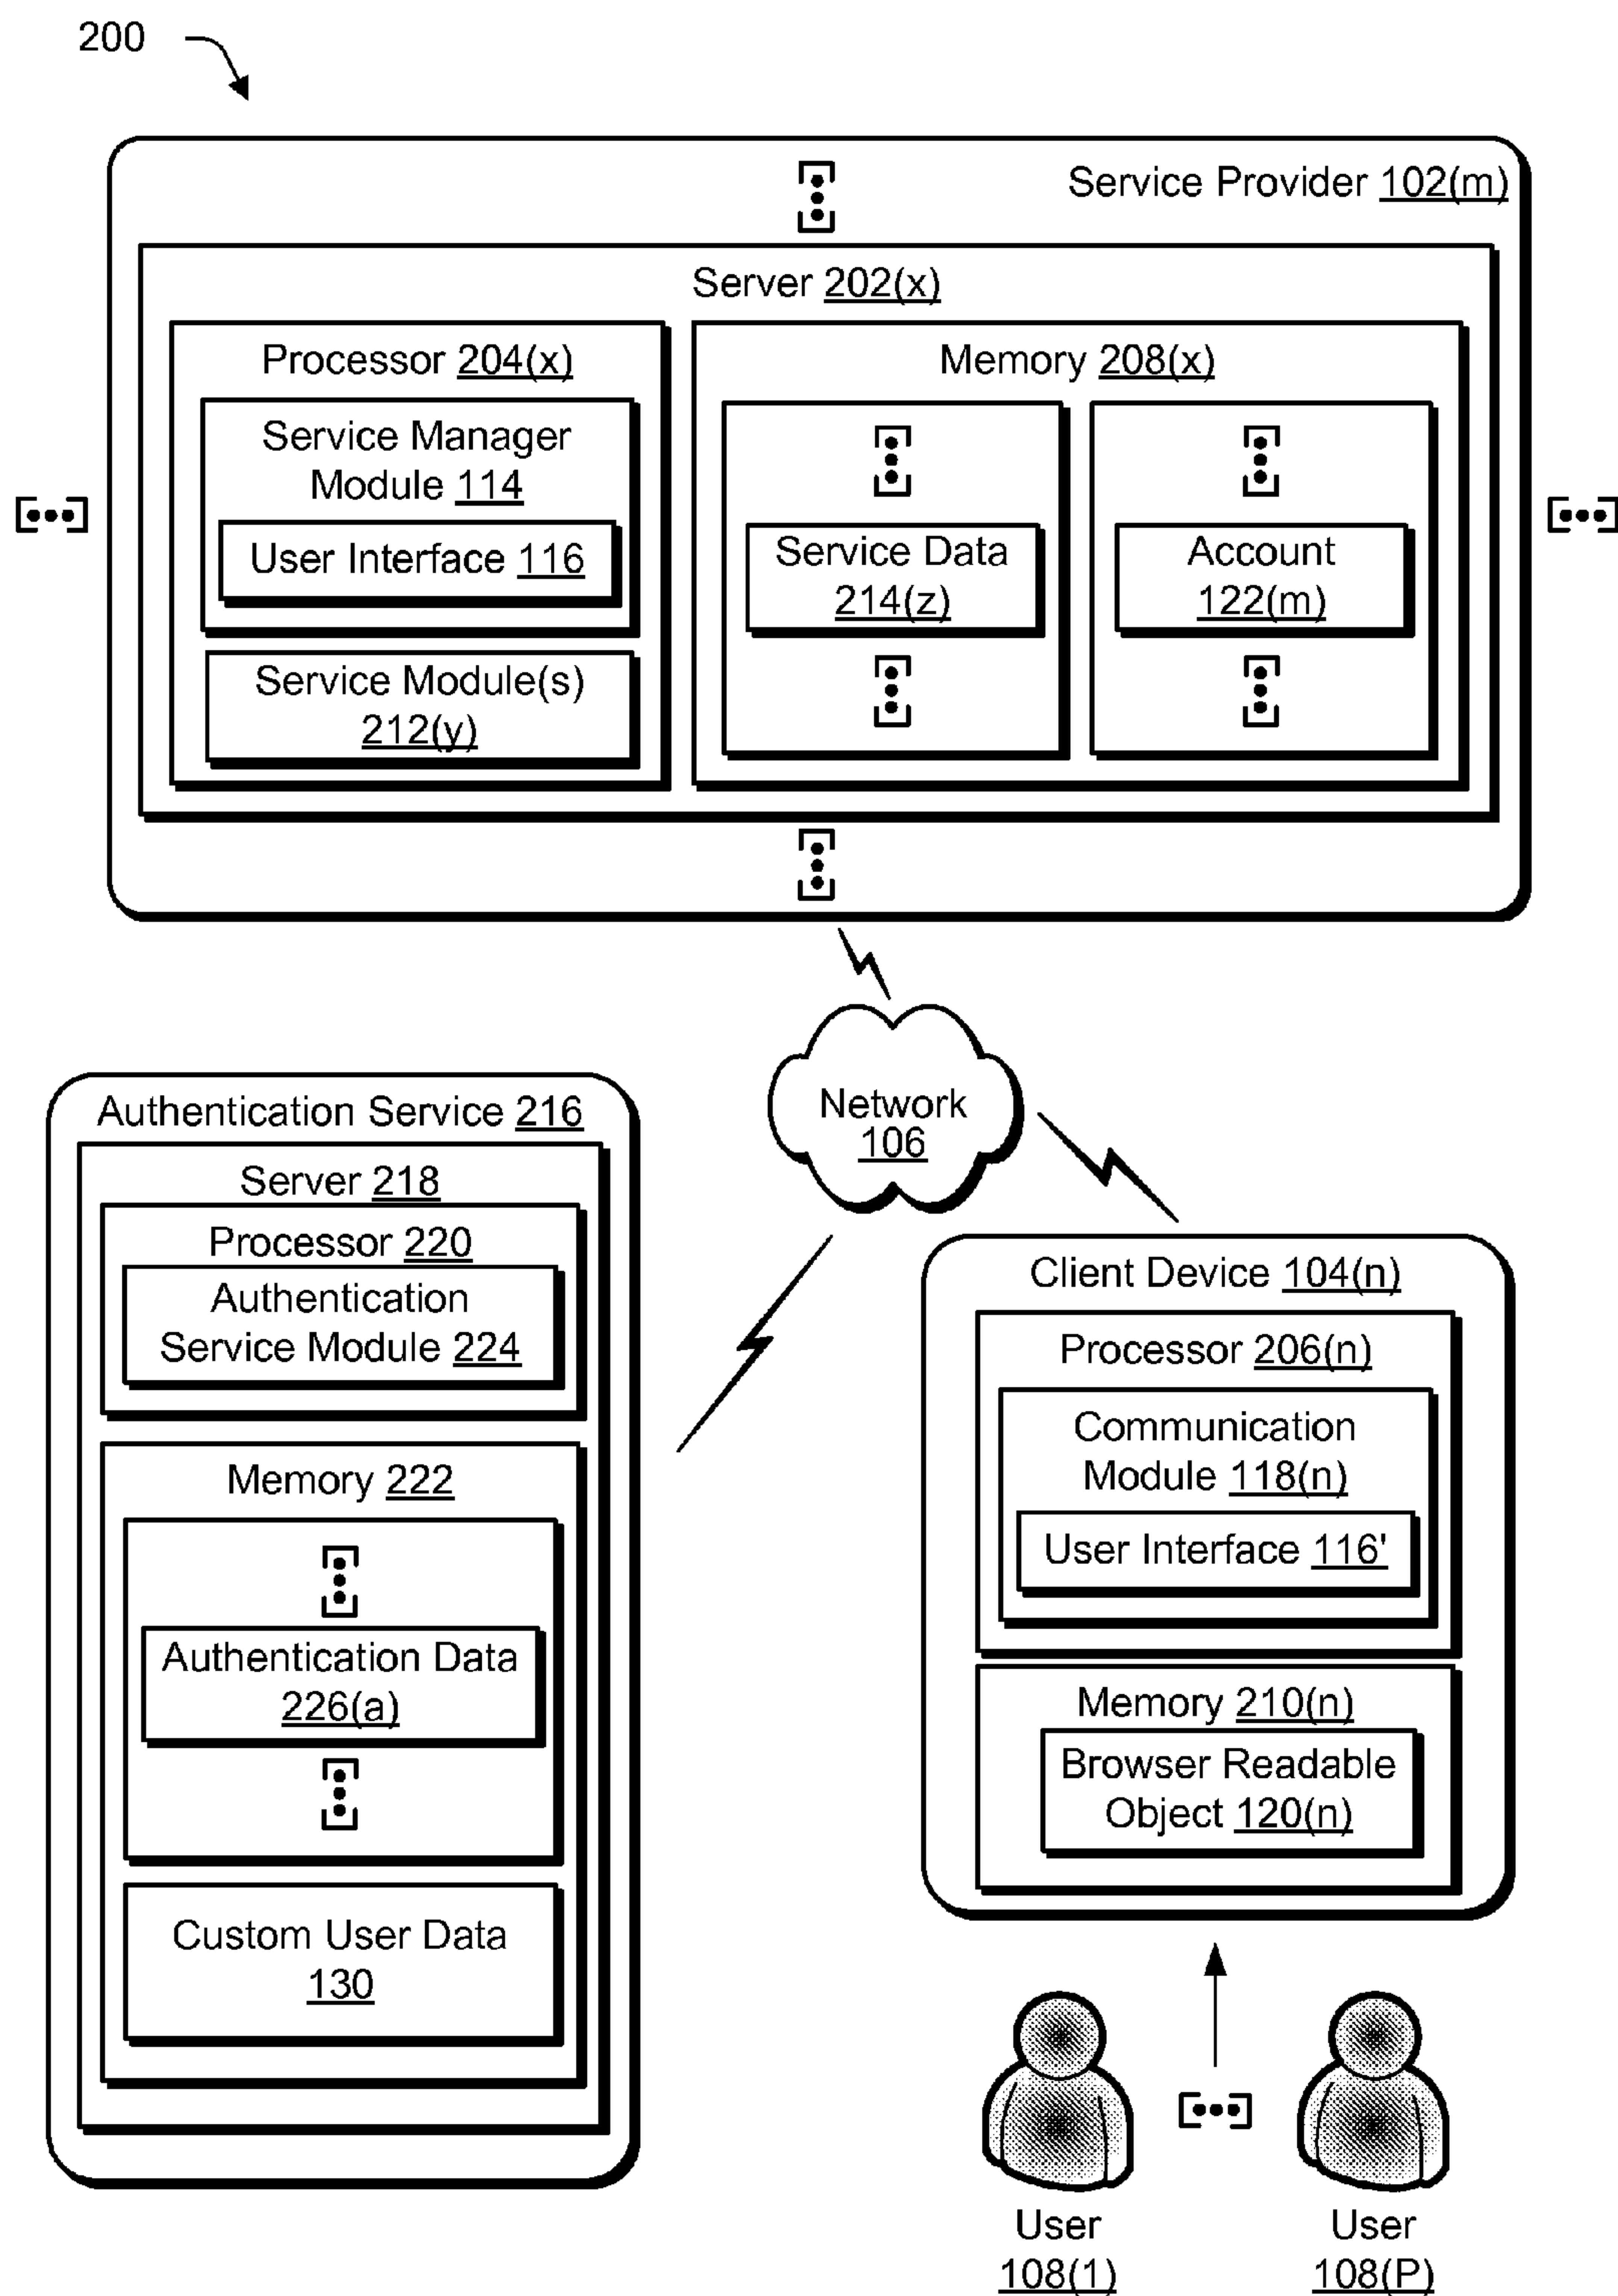 200
Service Provider 102(m)
Server 202(x)
Processor 204(x)
Service Manager
Module 114
User Interface 116
Service Module(s)
212(y)
Memory 208(x)
Service Data
214(z)
Account
122(m)
Network
106
Authentication Service 216
Server 218
Processor 220
Authentication
Service Module 224
Memory 222
Authentication Data
226(a)
Custom User Data
130
Client Device 104(n)
Processor 206(n)
Communication
Module 118(n)
User Interface 116'
Memory 210(n)
Browser Readable
Object 120(n)
User
108(1)
User
108(P)